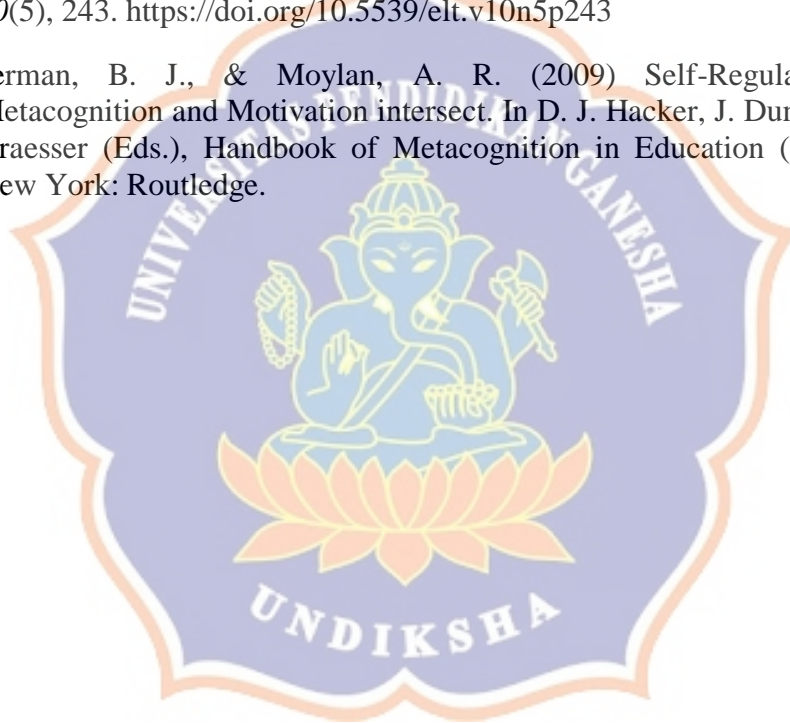 0(5), 243. https://doi.org/10.5539/elt.v10n5p243
erman, B. J., & Moylan, A. R. (2009) Self-Regula
Metacognition and Motivation intersect. In D. J. Hacker, J. Dun
raesser (Eds.), Handbook of Metacognition in Education (
ew York: Routledge.
UNIVERSITAS PENDIDIKAN GANESHA
UNDIKSHA